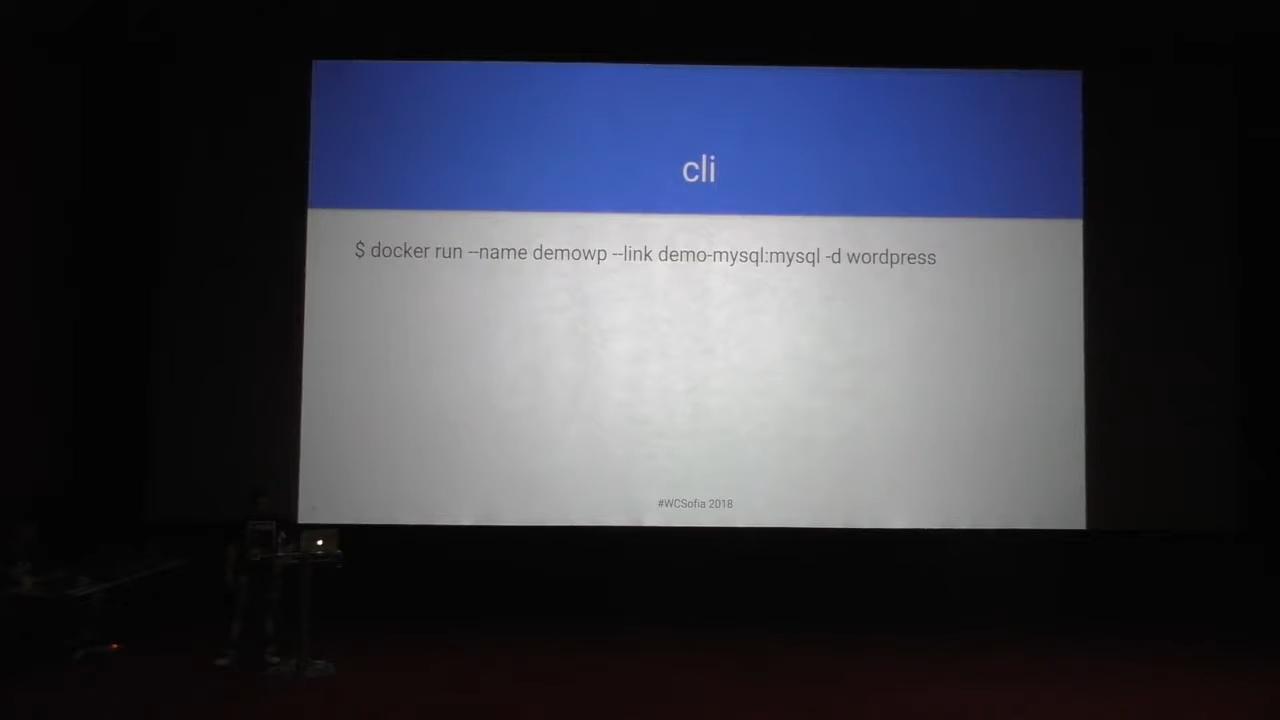 cli
$ docker run --name demowp --link demo-mysql:mysql -d wordpress
#WCSofia 2018